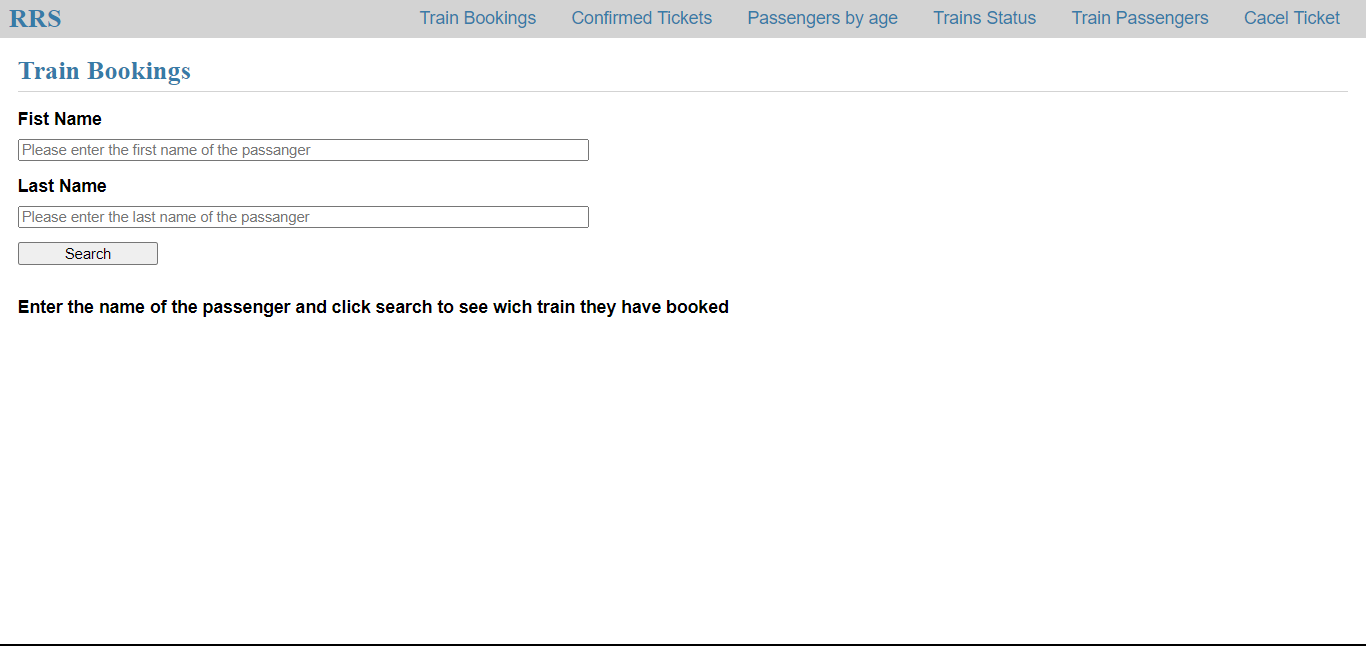 RRS Train Bookings Confirmed Tickets Passengers by age Trains Status Train Passengers Cacel Ticket
Train Bookings
Fist Name
Please enter the first name of the passanger
Last Name
Please enter the last name of the passanger
Search
Enter the name of the passenger and click search to see wich train they have booked